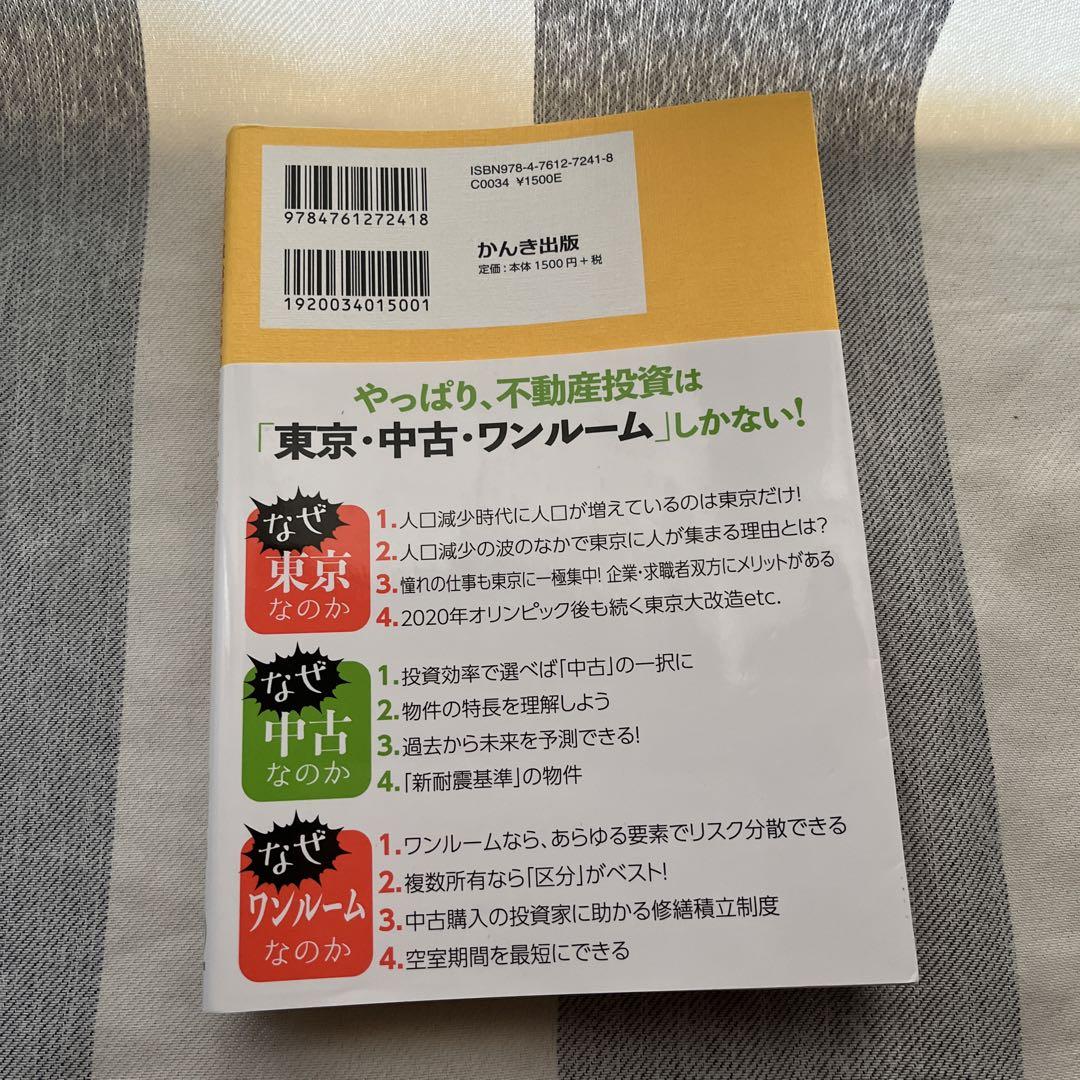 ISBN978-4-7612-7241-8
C0034 ¥1500E
9784761272418
かんき出版
定価:本体1500円+税
1920034015001
やっぱり、不動産投資は
「東京・中古・ワンルーム」しかない!
なぜ
東京
なのか
1.人口減少時代に人口が増えているのは東京だけ!
2.人口減少の波のなかで東京に人が集まる理由とは?
3.憧れの仕事も東京に一極集中!企業・求職者双方にメリットがある
4.2020年オリンピック後も続く東京大改造etc.
なぜ
中古
なのか
1.投資効率で選べば「中古」の一択に
2.物件の特長を理解しよう
3.過去から未来を予測できる!
4.「新耐震基準」の物件
なぜ
ワンルーム
なのか
1.ワンルームなら、あらゆる要素でリスク分散できる
2.複数所有なら「区分」がベスト!
3.中古購入の投資家に助かる修繕積立制度
4.空室期間を最短にできる